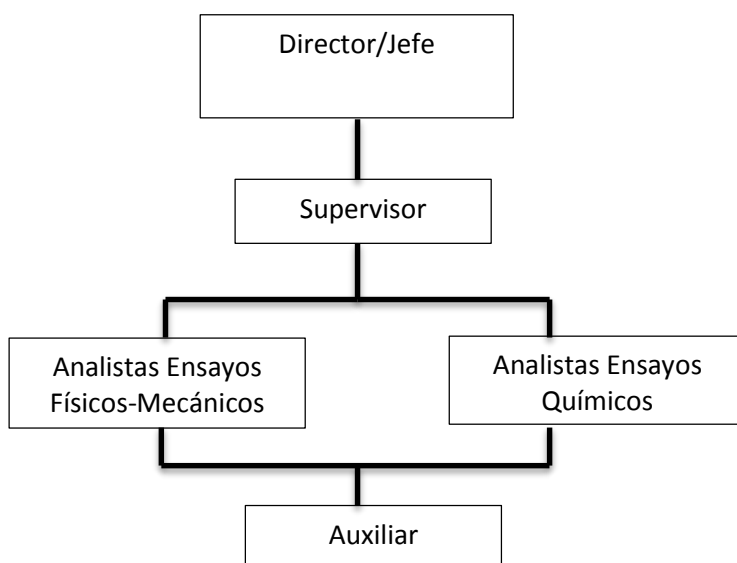 Director/Jefe
Supervisor
Analistas Ensayos
Físicos-Mecánicos
Analistas Ensayos
Químicos
Auxiliar